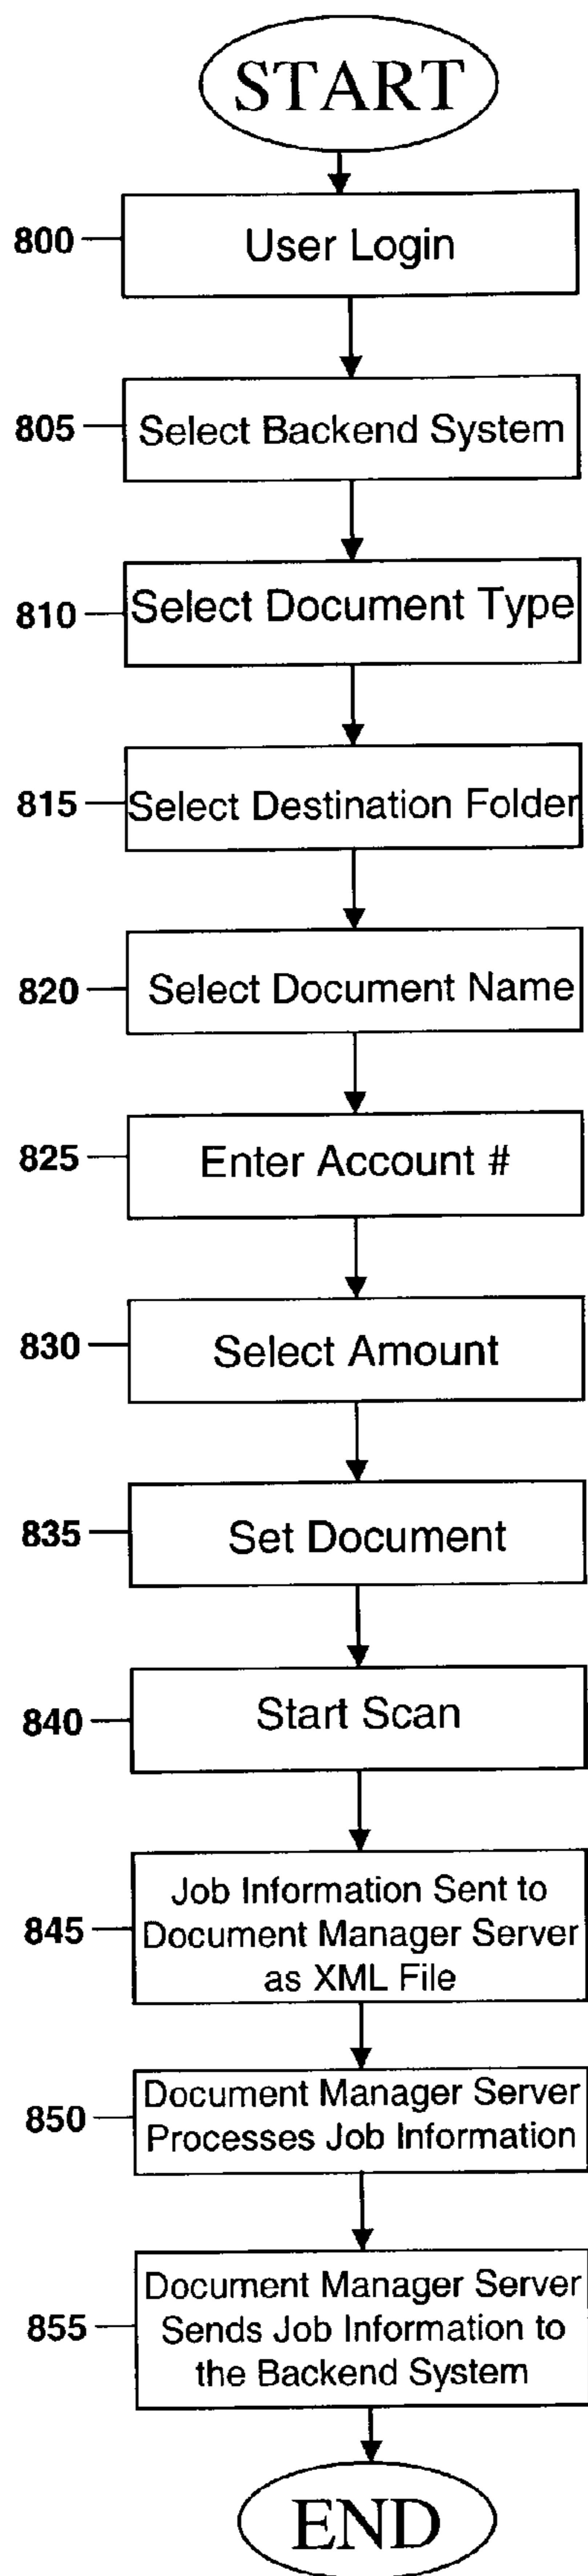 START
800 User Login
805 Select Backend System
810 Select Document Type
815 Select Destination Folder
820 Select Document Name
825 Enter Account #
830 Select Amount
835 Set Document
840 Start Scan
Job Information Sent to
845 Document Manager Server
as XML File
Document Manager Server
850 Processes Job Information
Document Manager Server
855 Sends Job Information to
the Backend System
END